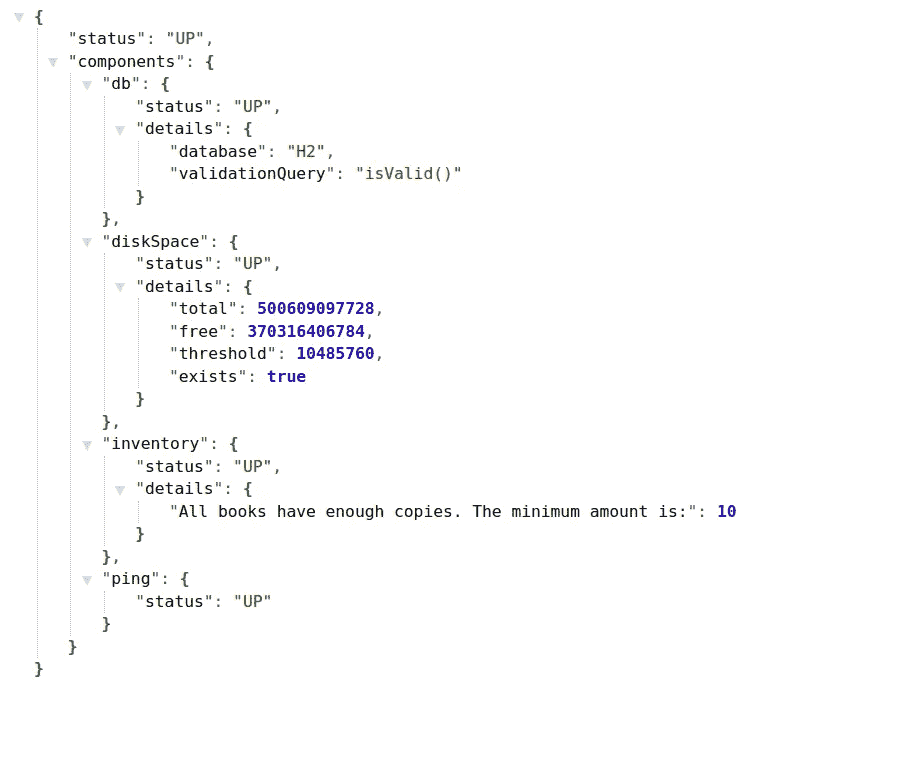 {
"status": "UP",
"components": {
"db": {
"status": "UP",
"details": {
"database": "H2",
"validationQuery": "isValid()"
}
},
"diskSpace": {
"status": "UP",
"details": {
"total": 500609097728,
"free": 370316406784,
"threshold": 10485760,
"exists": true
}
},
"inventory": {
"status": "UP",
"details": {
"All books have enough copies. The minimum amount is:": 10
}
},
"ping": {
"status": "UP"
}
}
}